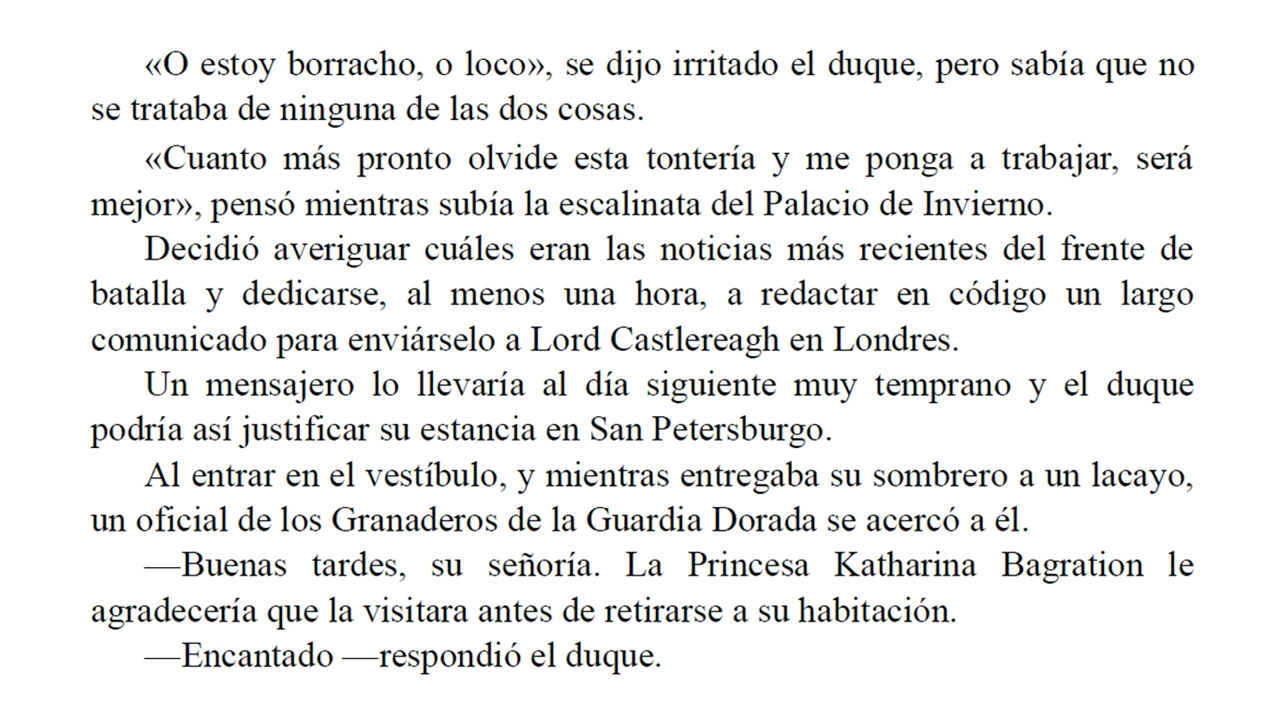 «O estoy borracho, o loco», se dijo irritado el duque, pero sabía que no
se trataba de ninguna de las dos cosas.
«Cuanto más pronto olvide esta tontería y me ponga a trabajar, será
mejor», pensó mientras subía la escalinata del Palacio de Invierno.
Decidió averiguar cuáles eran las noticias más recientes del frente de
batalla y dedicarse, al menos una hora, a redactar en código un largo
comunicado para enviárselo a Lord Castlereagh en Londres.
Un mensajero lo llevaría al día siguiente muy temprano y el duque
podría así justificar su estancia en San Petersburgo.
Al entrar en el vestíbulo, y mientras entregaba su sombrero a un lacayo,
un oficial de los Granaderos de la Guardia Dorada se acercó a él.
—Buenas tardes, su señoría. La Princesa Katharina Bagration le
agradecería que la visitara antes de retirarse a su habitación.
—Encantado —respondió el duque.